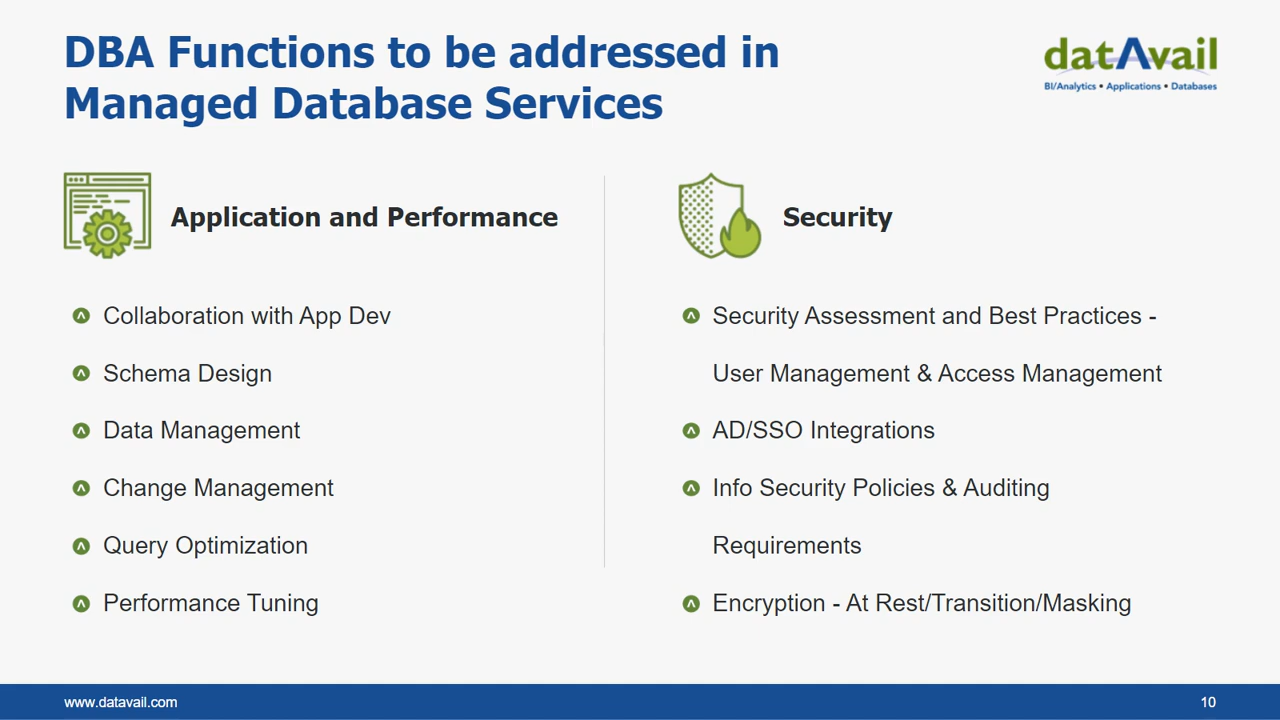 DBA Functions to be addressed in
Managed Database Services
datAvail
BI/Analytics • Applications • Databases
Application and Performance
Collaboration with App Dev
Schema Design
Data Management
Change Management
Query Optimization
Performance Tuning
Security
Security Assessment and Best Practices -
User Management & Access Management
AD/SSO Integrations
Info Security Policies & Auditing
Requirements
Encryption - At Rest/Transition/Masking
www.datavail.com
10